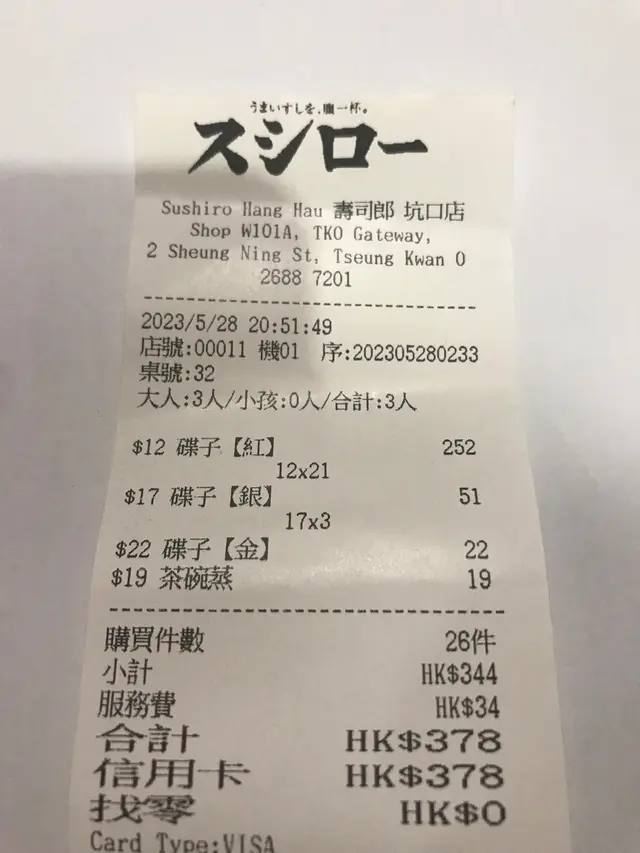 うまいすしを、腹一杯。
スシロー
Sushiro Hang Hau 壽司郎 坑口店
Shop W101A, TKO Gateway,
2 Sheung Ning St, Tseung Kwan O
2688 7201
2023/5/28 20:51:49
店號:00011 機01 序:202305280233
桌號:32
大人:3人/小孩:0人/合計:3人
$12 碟子【紅】 252
12x21
$17 碟子【銀】 51
17x3
$22 碟子【金】 22
$19 茶碗蒸 19
購買件數 26件
小計 HK$344
服務費 HK$34
合計 HK$378
信用卡 HK$378
找零 HK$0
Card Type:VISA